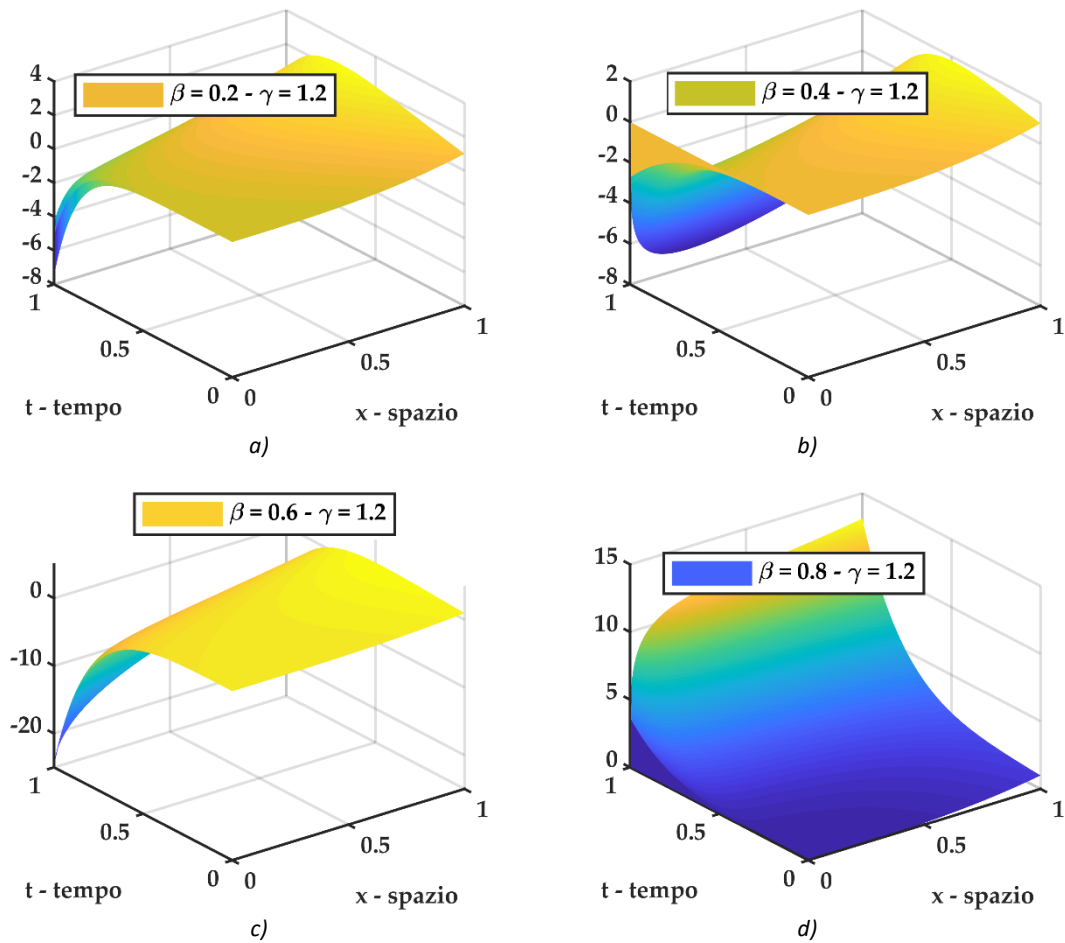 β = 0.2 - γ = 1.2
4
2
0
-2
-4
-6
-8
1
0.5
0
0
0.5
1
t - tempo
x - spazio
a)
β = 0.4 - γ = 1.2
2
0
-2
-4
-6
-8
1
0.5
0
0
0.5
1
t - tempo
x - spazio
b)
β = 0.6 - γ = 1.2
0
-10
-20
1
0.5
0
0
0.5
1
t - tempo
x - spazio
c)
β = 0.8 - γ = 1.2
15
10
5
0
1
0.5
0
0
0.5
1
t - tempo
x - spazio
d)